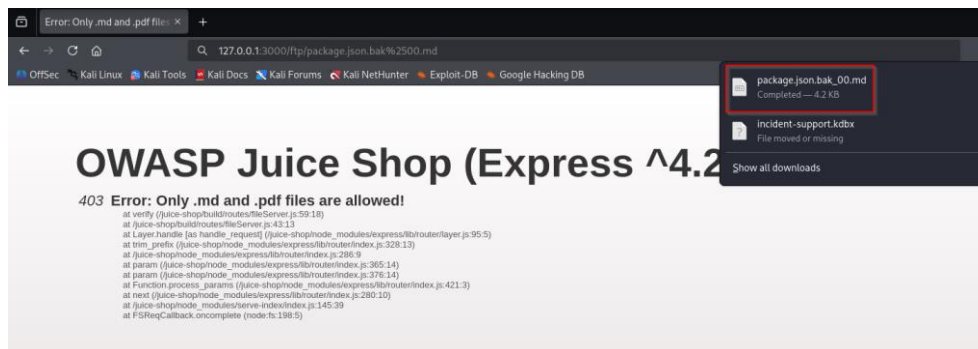 Error: Only .md and .pdf files
127.0.0.1:3000/ftp/package.json.bak%2500.md
OffSec Kali Linux Kali Tools Kali Docs Kali Forums Kali NetHunter Exploit-DB Google Hacking DB
package.json.bak_00.md
Completed — 4.2 KB
incident-support.kdbx
File moved or missing
Show all downloads
OWASP Juice Shop (Express ^4.2
403 Error: Only .md and .pdf files are allowed!
at verify (/juice-shop/build/routes/fileServer.js:59:18)
at /juice-shop/build/routes/fileServer.js:43:13
at Layer.handle [as handle_request] (/juice-shop/node_modules/express/lib/router/layer.js:95:5)
at trim_prefix (/juice-shop/node_modules/express/lib/router/index.js:328:13)
at /juice-shop/node_modules/express/lib/router/index.js:286:9
at param (/juice-shop/node_modules/express/lib/router/index.js:365:14)
at param (/juice-shop/node_modules/express/lib/router/index.js:376:14)
at Function.process_params (/juice-shop/node_modules/express/lib/router/index.js:421:3)
at next (/juice-shop/node_modules/express/lib/router/index.js:280:10)
at /juice-shop/node_modules/serve-index/index.js:145:39
at FSReqCallback.oncomplete (node:fs:198:5)